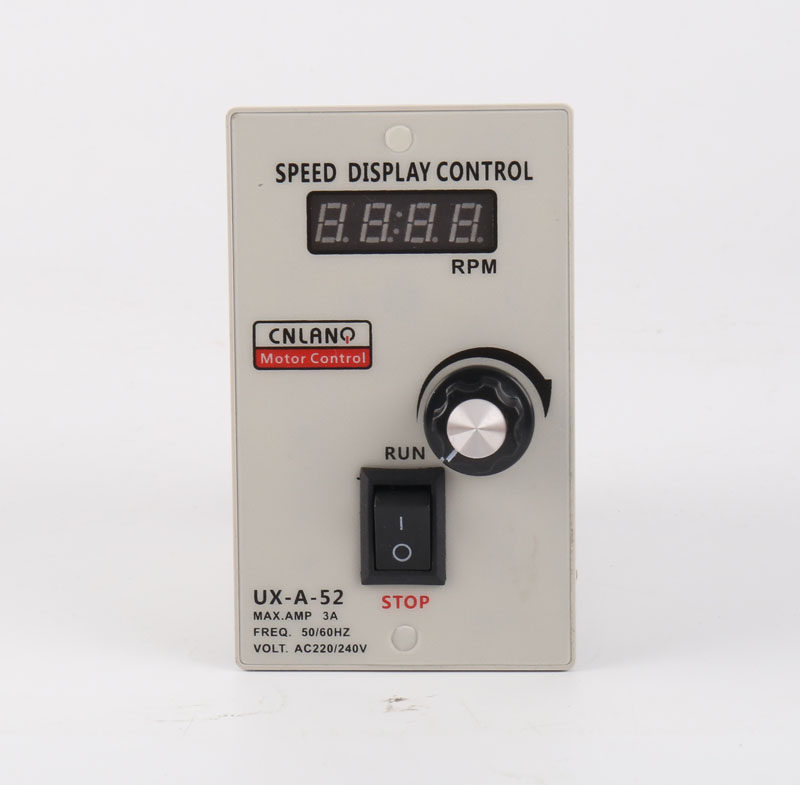 SPEED DISPLAY CONTROL
RPM
CNLANQ
Motor Control
RUN
I
O
STOP
UX-A-52
MAX.AMP 3A
FREQ. 50/60HZ
VOLT. AC220/240V